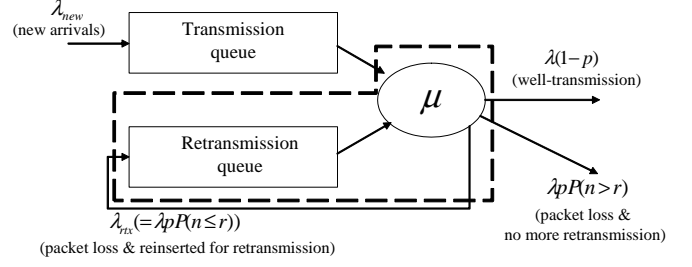 λnew
(new arrivals)
Transmission
queue
μ
λ(1−p)
(well-transmission)
Retransmission
queue
λpP(n>r)
(packet loss &
no more retransmission)
λrtx(=λpP(n≤r))
(packet loss & reinserted for retransmission)